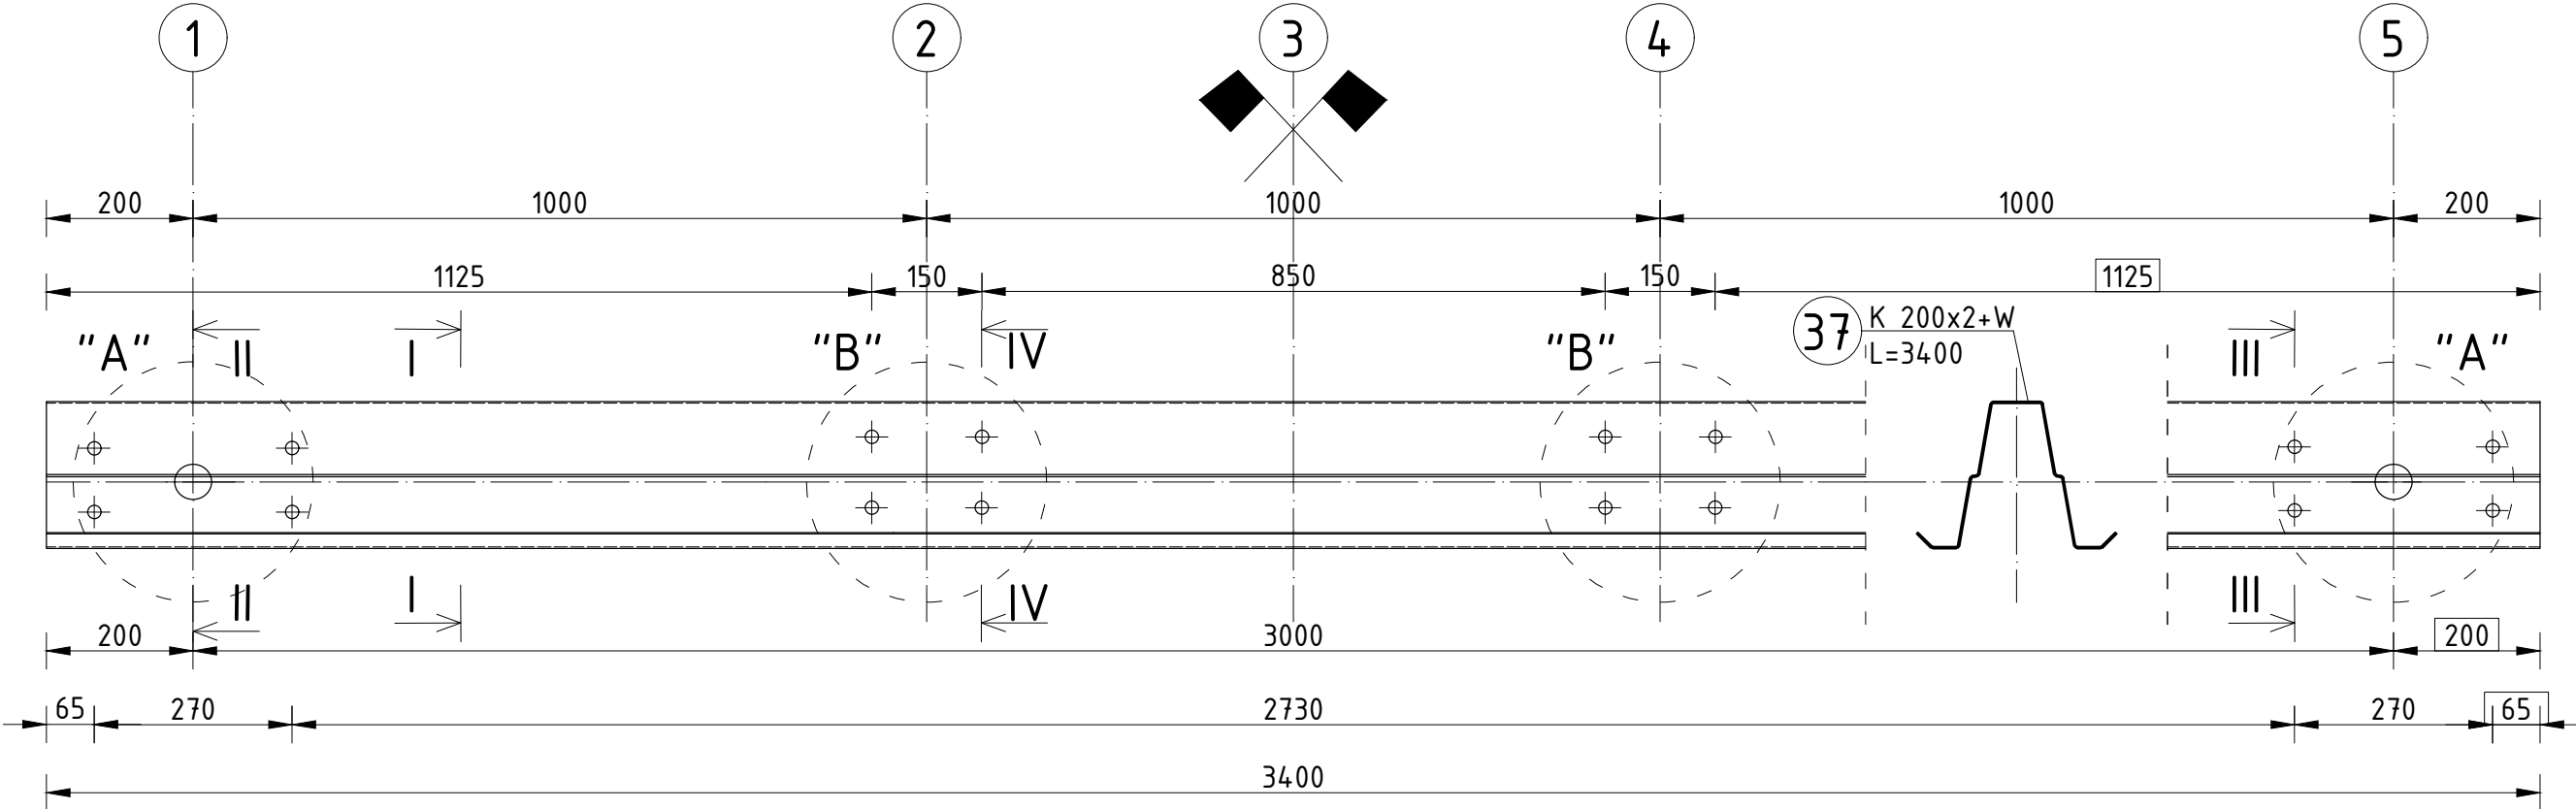 1 2 3 4 5
200 1000 1000 1000 200
1125 150 850 150 1125
"A" II I "B" IV "B" 37 K 200x2+W III "A"
L=3400
II I IV III
200 3000 200
65 270 2730 270 65
3400